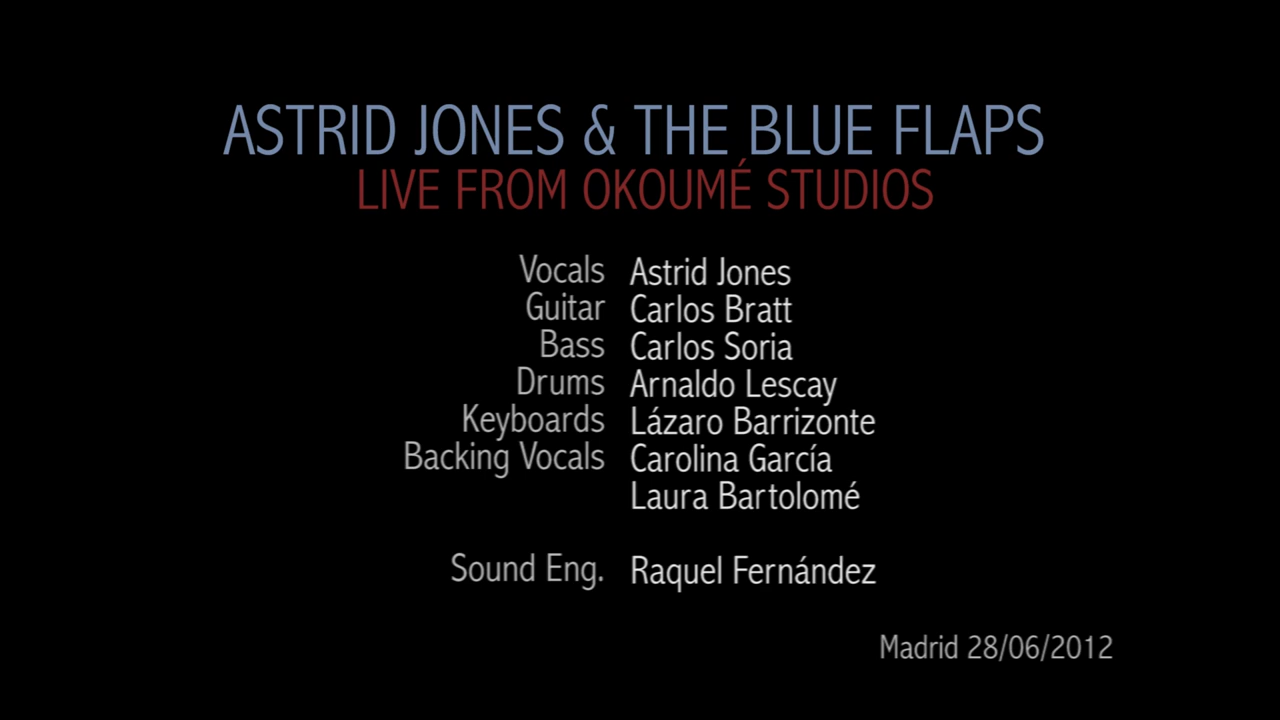 ASTRID JONES & THE BLUE FLAPS
LIVE FROM OKOUMÉ STUDIOS
Vocals Astrid Jones
Guitar Carlos Bratt
Bass Carlos Soria
Drums Arnaldo Lescay
Keyboards Lázaro Barrizonte
Backing Vocals Carolina García
Laura Bartolomé
Sound Eng. Raquel Fernández
Madrid 28/06/2012